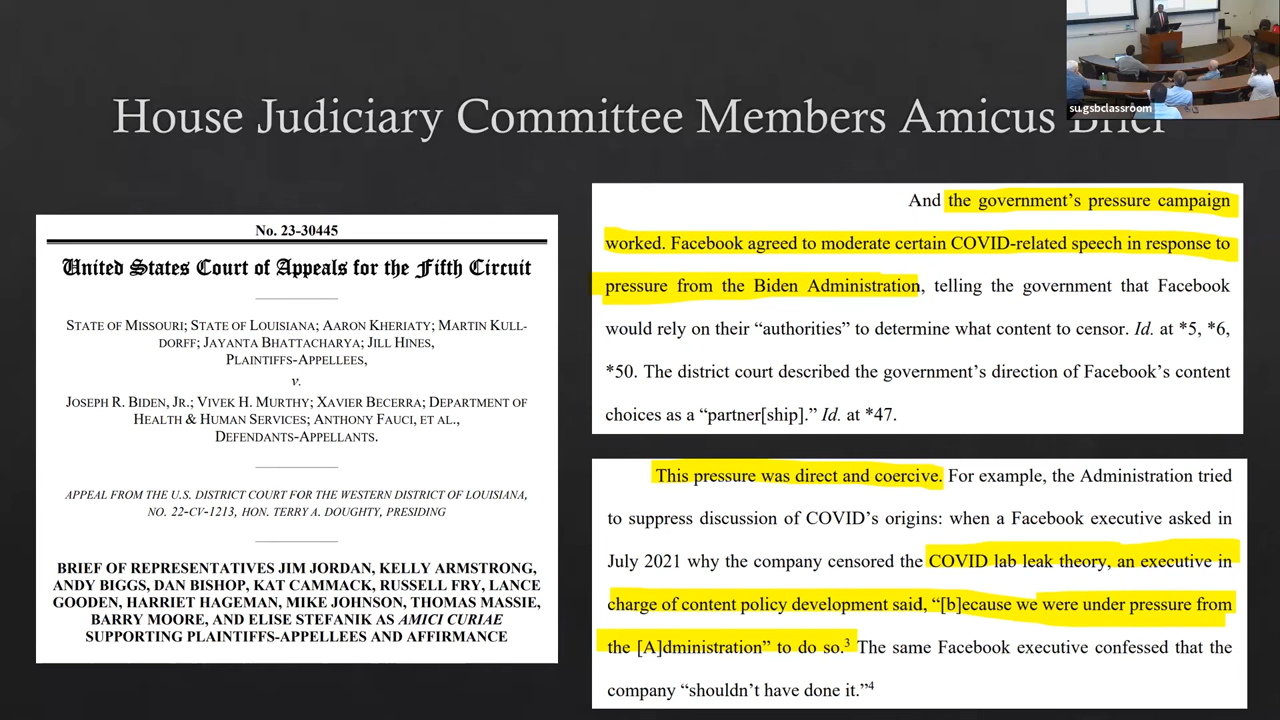 House Judiciary Committee Members Amicus Brief
su.gsbclassroom
No. 23-30445
United States Court of Appeals for the Fifth Circuit
STATE OF MISSOURI; STATE OF LOUISIANA; AARON KHERIATY; MARTIN KULL-
DORFF; JAYANTA BHATTACHARYA; JILL HINES,
PLAINTIFFS-APPELLEES,
v.
JOSEPH R. BIDEN, JR.; VIVEK H. MURTHY; XAVIER BECERRA; DEPARTMENT OF
HEALTH & HUMAN SERVICES; ANTHONY FAUCI, ET AL.,
DEFENDANTS-APPELLANTS.
APPEAL FROM THE U.S. DISTRICT COURT FOR THE WESTERN DISTRICT OF LOUISIANA,
NO. 22-CV-1213, HON. TERRY A. DOUGHTY, PRESIDING
BRIEF OF REPRESENTATIVES JIM JORDAN, KELLY ARMSTRONG,
ANDY BIGGS, DAN BISHOP, KAT CAMMACK, RUSSELL FRY, LANCE
GOODEN, HARRIET HAGEMAN, MIKE JOHNSON, THOMAS MASSIE,
BARRY MOORE, AND ELISE STEFANIK AS AMICI CURIAE
SUPPORTING PLAINTIFFS-APPELLEES AND AFFIRMANCE
And the government's pressure campaign
worked. Facebook agreed to moderate certain COVID-related speech in response to
pressure from the Biden Administration, telling the government that Facebook
would rely on their “authorities” to determine what content to censor. Id. at *5, *6,
*50. The district court described the government’s direction of Facebook’s content
choices as a “partner[ship].” Id. at *47.
This pressure was direct and coercive. For example, the Administration tried
to suppress discussion of COVID’s origins: when a Facebook executive asked in
July 2021 why the company censored the COVID lab leak theory, an executive in
charge of content policy development said, “[b]ecause we were under pressure from
the [A]dministration” to do so.3 The same Facebook executive confessed that the
company “shouldn’t have done it.”4